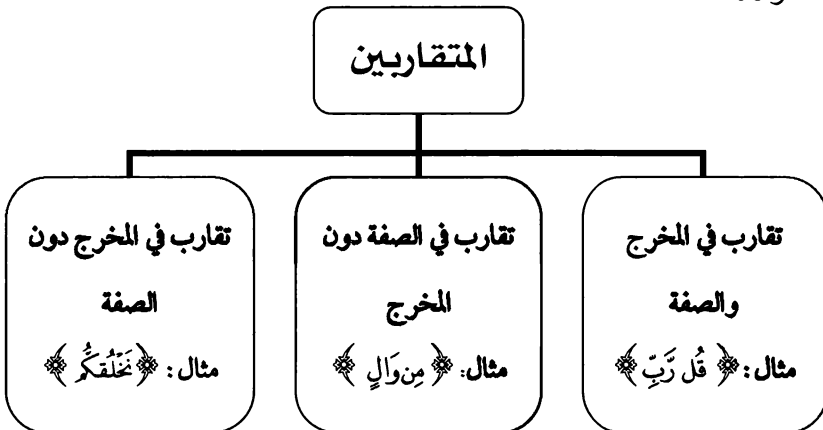 المتقاربين
تقارب في المخرج
والصفة
مثال: ﴿ قُل رَّبِّ ﴾
تقارب في الصفة دون
المخرج
مثال: ﴿ مِن وَالٍ ﴾
تقارب في المخرج دون
الصفة
مثال: ﴿ نَخْلُقكُّم ﴾